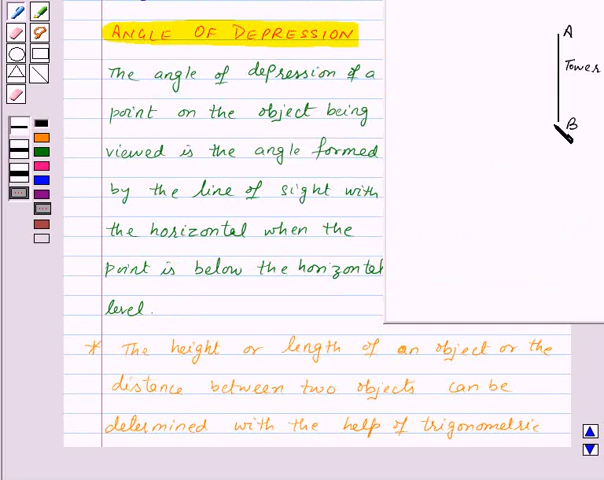 ANGLE OF DEPRESSION
The angle of depression of a
point on the object being
viewed is the angle formed
by the line of sight with
the horizontal when the
point is below the horizontal
level.
* The height or length of an object or the
distance between two objects can be
determined with the help of trigonometric
A
Tower
B